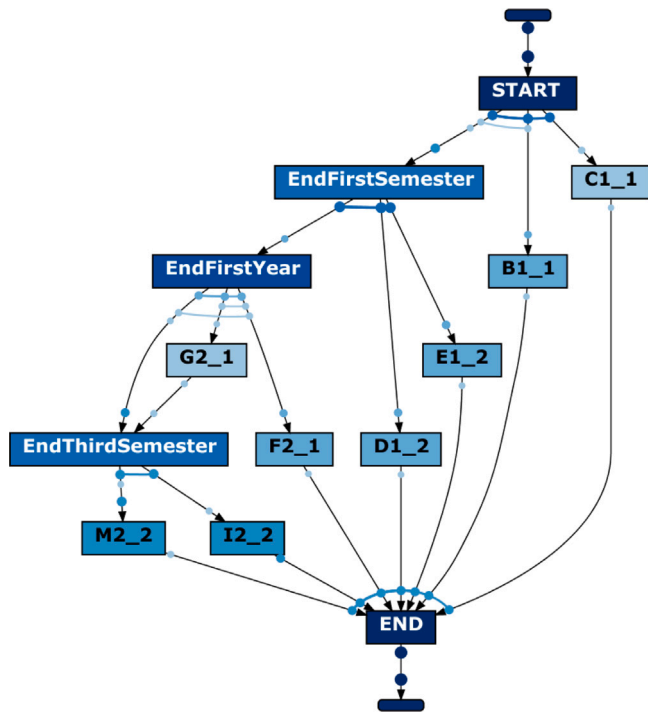 START
EndFirstSemester
C1_1
EndFirstYear
B1_1
G2_1
E1_2
EndThirdSemester
F2_1
D1_2
M2_2
I2_2
END